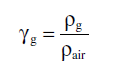 γg = ρg / ρair